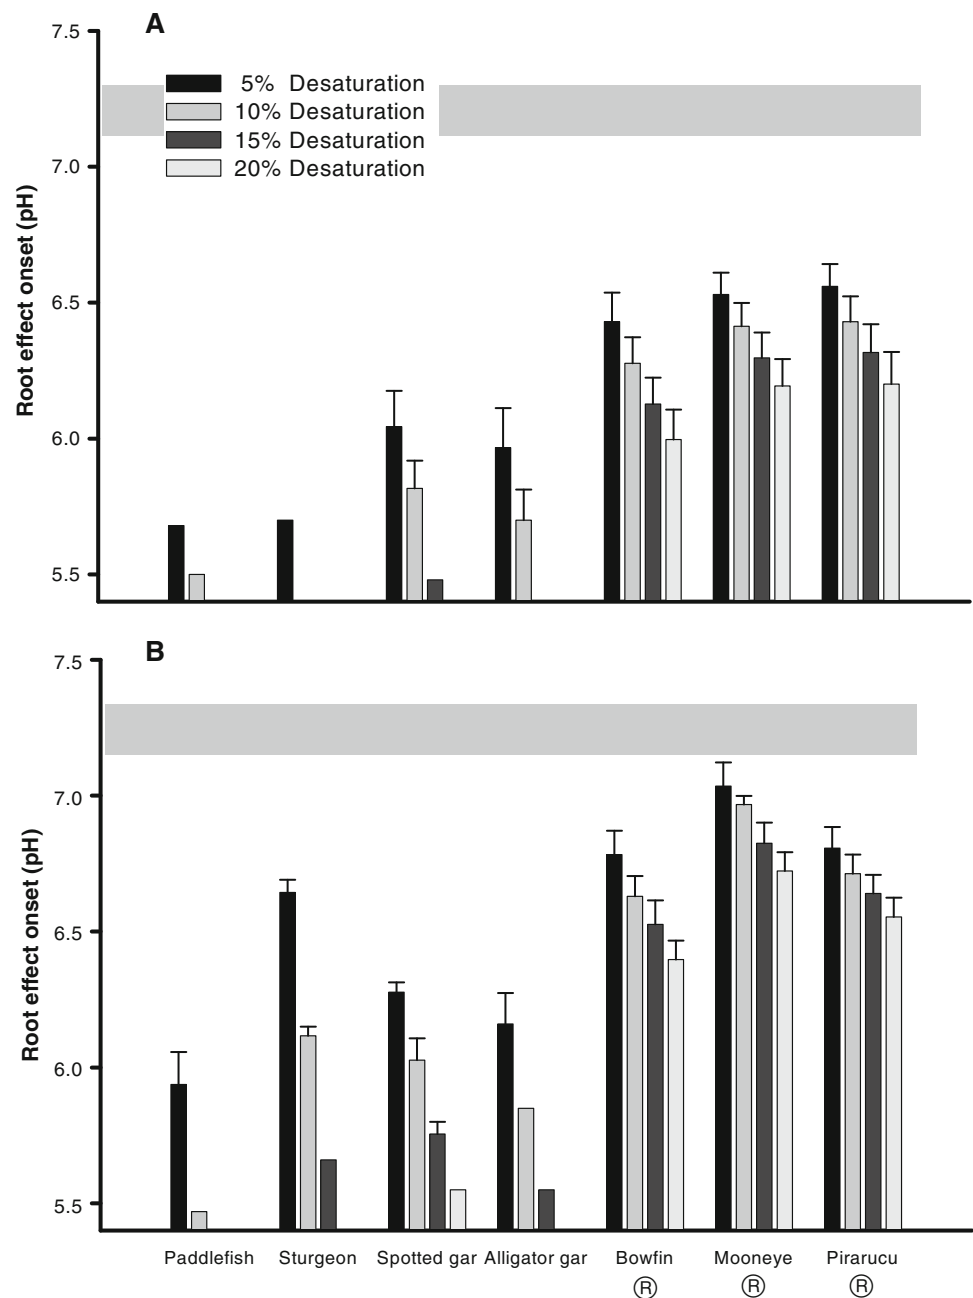 A
7.5
7.0
6.5
6.0
5.5
Root effect onset (pH)
5% Desaturation
10% Desaturation
15% Desaturation
20% Desaturation
B
7.5
7.0
6.5
6.0
5.5
Root effect onset (pH)
Paddlefish Sturgeon Spotted gar Alligator gar Bowfin Mooneye Pirarucu
Ⓡ Ⓡ Ⓡ